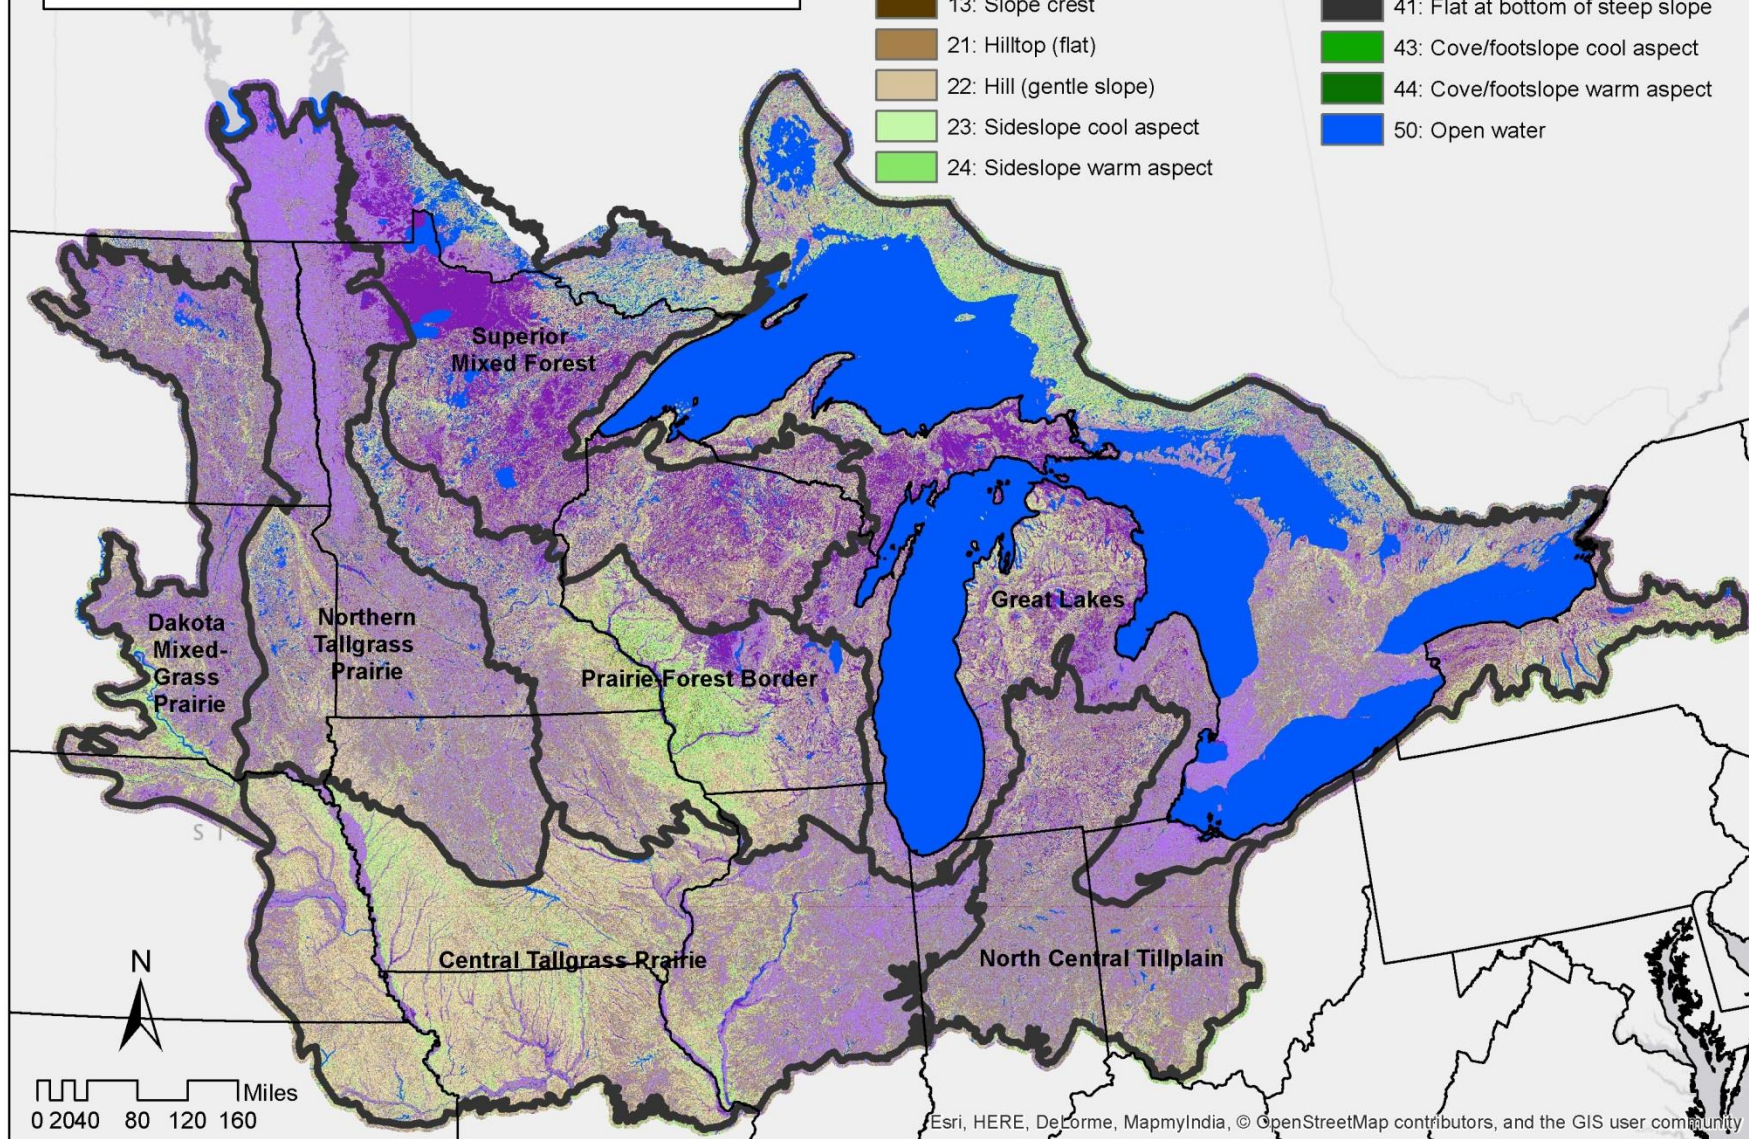 13: Slope crest
21: Hilltop (flat)
22: Hill (gentle slope)
23: Sideslope cool aspect
24: Sideslope warm aspect
41: Flat at bottom of steep slope
43: Cove/footslope cool aspect
44: Cove/footslope warm aspect
50: Open water
Superior
Mixed Forest
Great Lakes
Dakota
Mixed-
Grass
Prairie
Northern
Tallgrass
Prairie
Prairie-Forest Border
S T
Central Tallgrass Prairie
North Central Tillplain
N
Miles
0 20 40 80 120 160
Esri, HERE, DeLorme, MapmyIndia, © OpenStreetMap contributors, and the GIS user community